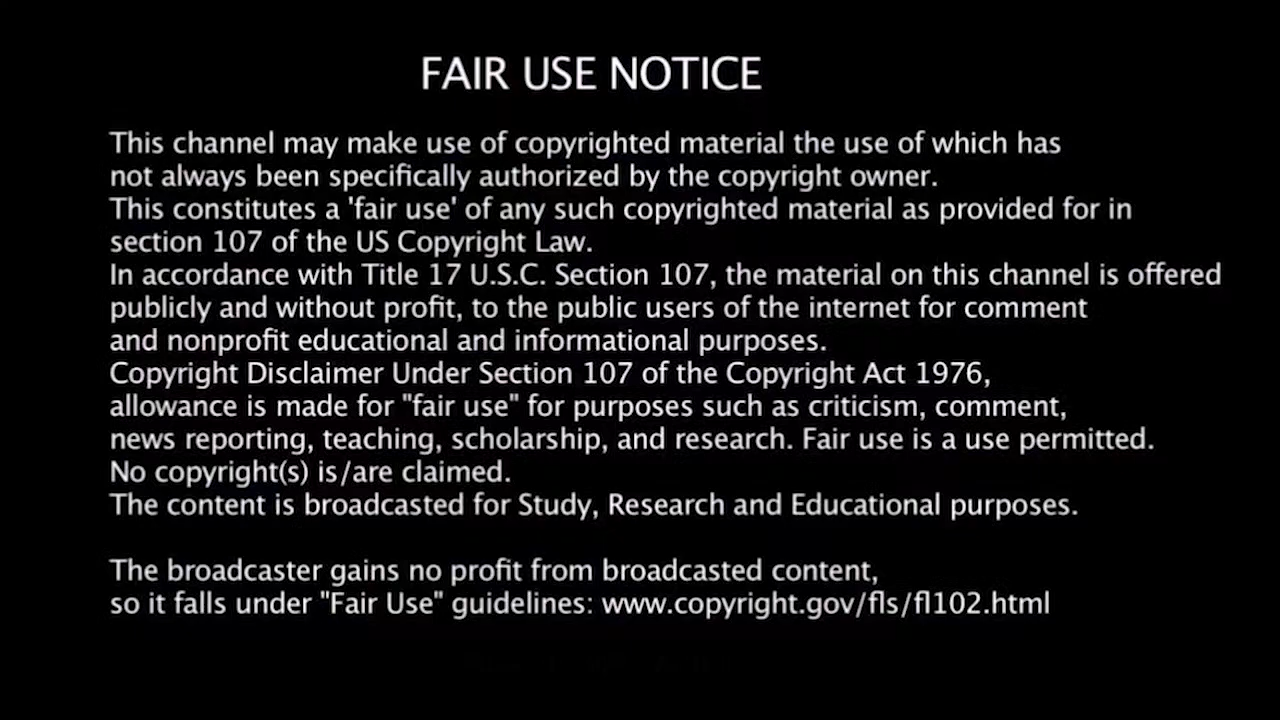 FAIR USE NOTICE
This channel may make use of copyrighted material the use of which has
not always been specifically authorized by the copyright owner.
This constitutes a 'fair use' of any such copyrighted material as provided for in
section 107 of the US Copyright Law.
In accordance with Title 17 U.S.C. Section 107, the material on this channel is offered
publicly and without profit, to the public users of the internet for comment
and nonprofit educational and informational purposes.
Copyright Disclaimer Under Section 107 of the Copyright Act 1976,
allowance is made for "fair use" for purposes such as criticism, comment,
news reporting, teaching, scholarship, and research. Fair use is a use permitted.
No copyright(s) is/are claimed.
The content is broadcasted for Study, Research and Educational purposes.
The broadcaster gains no profit from broadcasted content,
so it falls under "Fair Use" guidelines: www.copyright.gov/fls/fl102.html